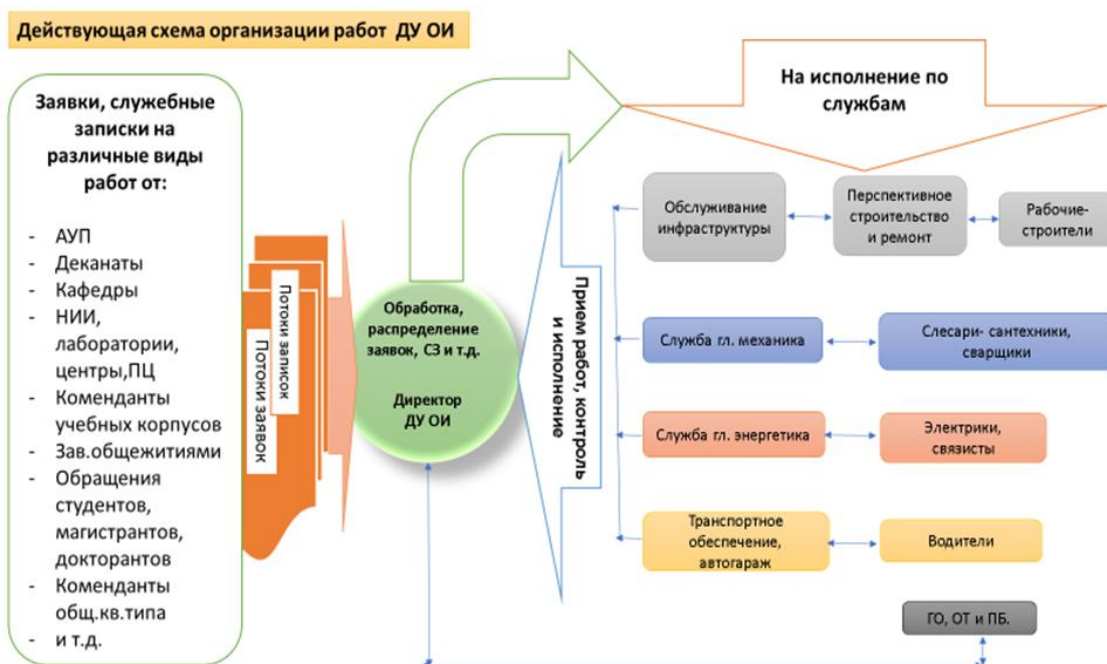 Действующая схема организации работ ДУ ОИ
Заявки, служебные
записки на
различные виды
работ от:
- АУП
- Деканаты
- Кафедры
- НИИ,
лаборатории,
центры,ПЦ
- Коменданты
учебных корпусов
- Зав.общежитиями
- Обращения
студентов,
магистрантов,
докторантов
- Коменданты
общ.кв.типа
- и т.д.
Потоки записок
Потоки заявок
Обработка,
распределение
заявок, СЗ и т.д.
Директор
ДУ ОИ
Прием работ, контроль
и исполнение
На исполнение по
службам
Обслуживание
инфраструктуры
Перспективное
строительство
и ремонт
Рабочие-
строители
Служба гл. механика
Слесари- сантехники,
сварщики
Служба гл. энергетика
Электрики,
связисты
Транспортное
обеспечение,
автогараж
Водители
ГО, ОТ и ПБ.